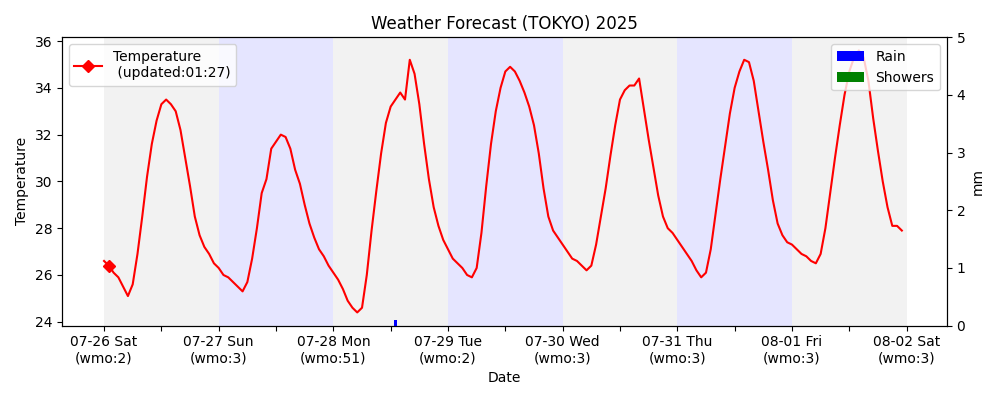 Weather Forecast (TOKYO) 2025
Temperature
(updated:01:27)
Rain
Showers
36
34
32
30
28
26
24
Temperature
5
4
3
2
1
0
mm
07-26 Sat
(wmo:2)
07-27 Sun
(wmo:3)
07-28 Mon
(wmo:51)
07-29 Tue
(wmo:2)
07-30 Wed
(wmo:3)
07-31 Thu
(wmo:3)
08-01 Fri
(wmo:3)
08-02 Sat
(wmo:3)
Date